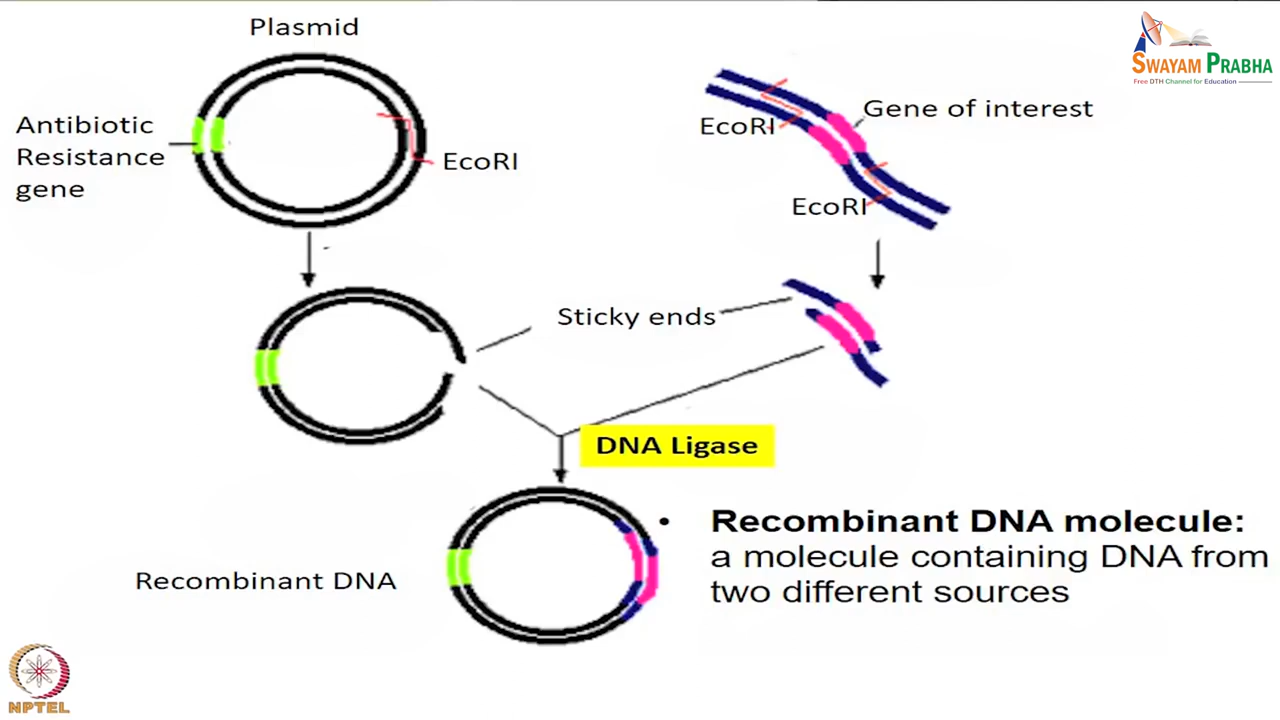 Plasmid
SWAYAM PRABHA
Free DTH Channel for Education
Antibiotic
Resistance
gene
EcoRI
EcoRI
Gene of interest
EcoRI
Sticky ends
DNA Ligase
Recombinant DNA
• Recombinant DNA molecule:
a molecule containing DNA from
two different sources
NPTEL